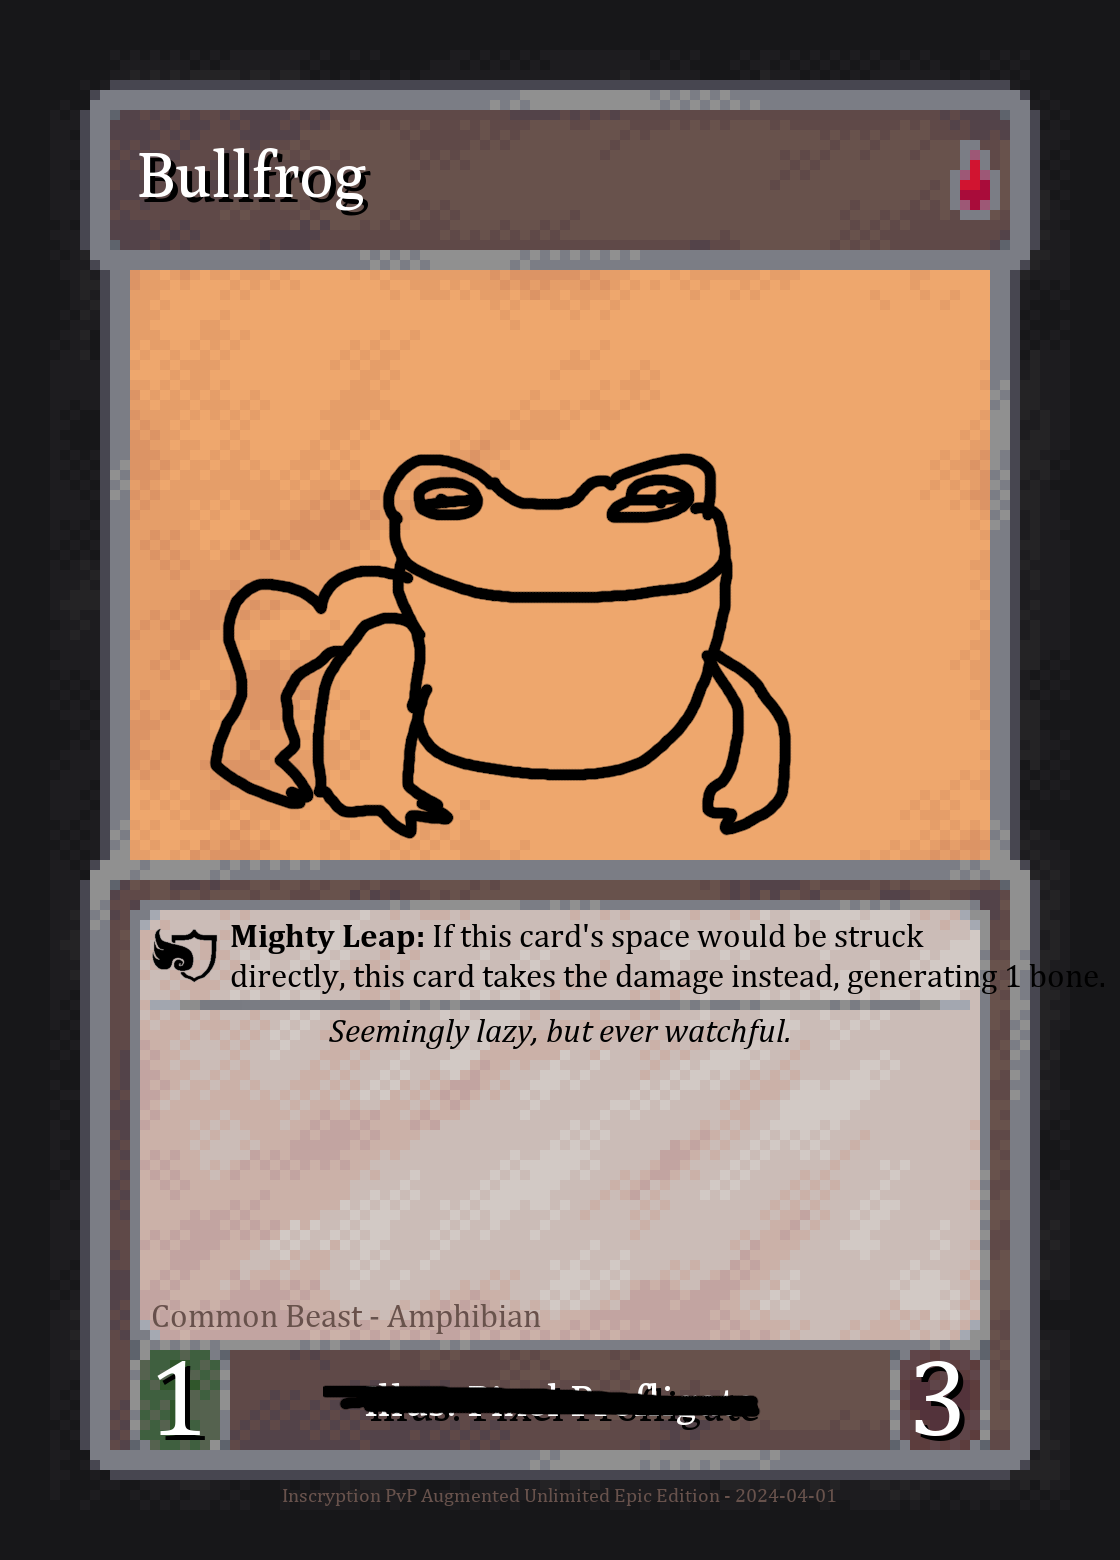 Bullfrog
Mighty Leap: If this card's space would be struck
directly, this card takes the damage instead, generating 1 bone.
Seemingly lazy, but ever watchful.
Common Beast - Amphibian
1
3
Inscryption PvP Augmented Unlimited Epic Edition - 2024-04-01